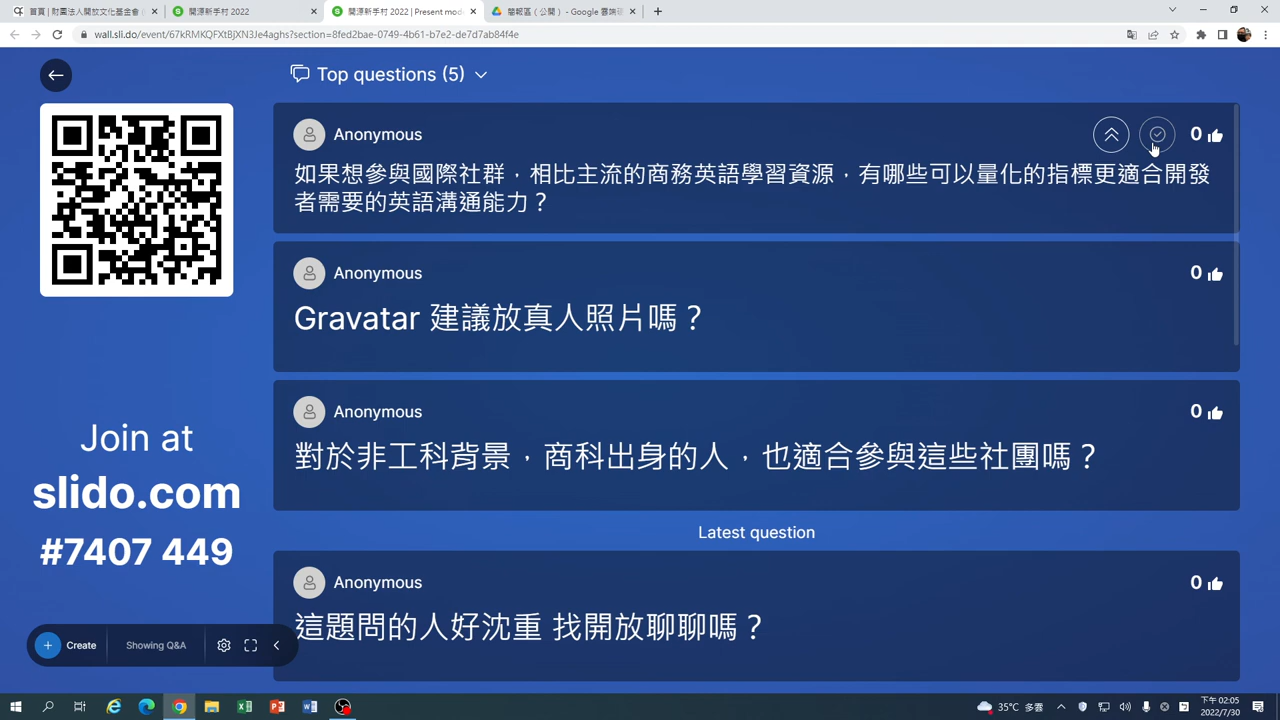 首頁 | 財團法人開放文化基金會 (
開源新手村 2022
開源新手村 2022 | Present mode
簡報區（公開） - Google 雲端硬
wall.sli.do/event/67kRMKQFXtBjXN3Je4aghs?section=8fed2bae-0749-4b61-b7e2-de7d7ab84f4e
Top questions (5)
Anonymous
0
如果想參與國際社群，相比主流的商務英語學習資源，有哪些可以量化的指標更適合開發
者需要的英語溝通能力？
Anonymous
0
Gravatar 建議放真人照片嗎？
Anonymous
0
對於非工科背景，商科出身的人，也適合參與這些社團嗎？
Join at
slido.com
#7407 449
Latest question
Anonymous
0
這題問的人好沈重 找開放聊聊嗎？
Create
Showing Q&A
35°C 多雲
下午 02:05
2022/7/30